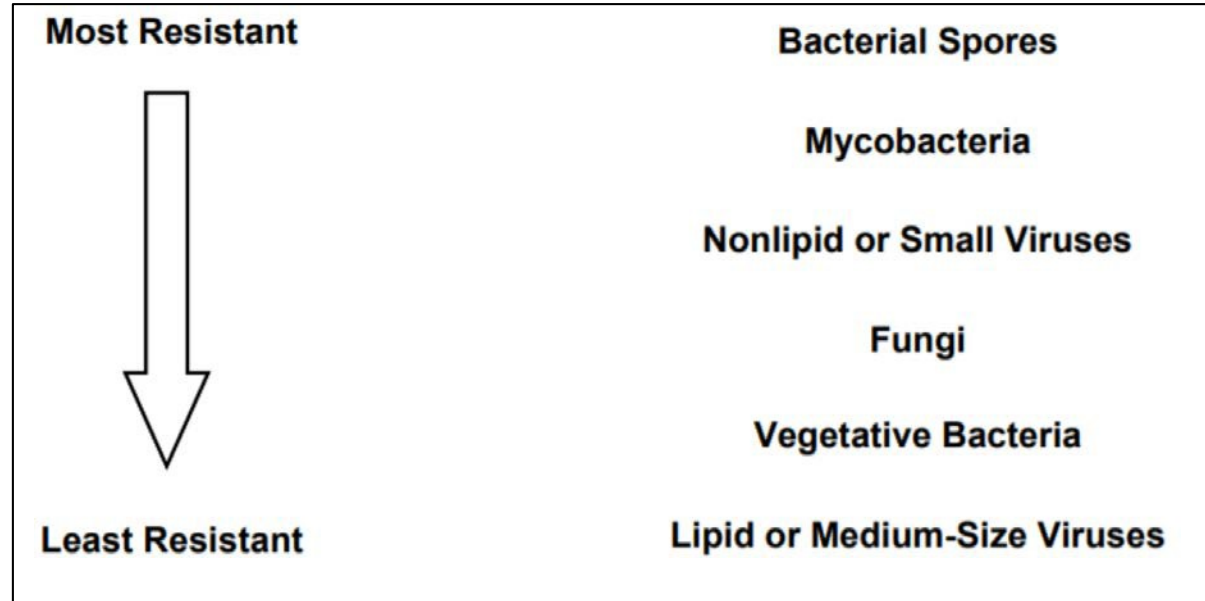 Most Resistant
Bacterial Spores
Mycobacteria
Nonlipid or Small Viruses
Fungi
Vegetative Bacteria
Least Resistant
Lipid or Medium-Size Viruses